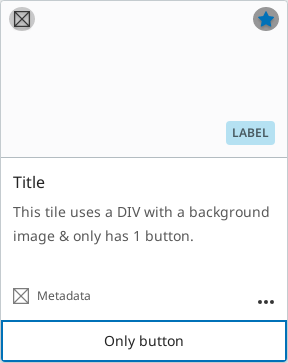 LABEL
Title
This tile uses a DIV with a background
image & only has 1 button.
Metadata
Only button